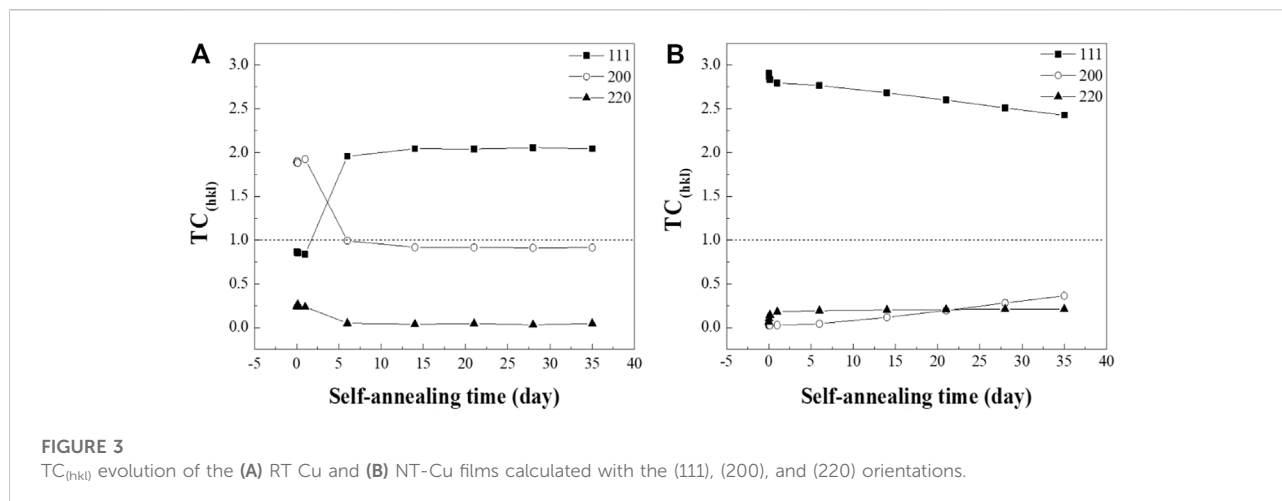 A
111
200
220
3.0
2.5
2.0
1.5
1.0
0.5
0.0
TC(hkl)
-5 0 5 10 15 20 25 30 35 40
Self-annealing time (day)
B
111
200
220
3.0
2.5
2.0
1.5
1.0
0.5
0.0
TC(hkl)
-5 0 5 10 15 20 25 30 35 40
Self-annealing time (day)
FIGURE 3
TC(hkl) evolution of the (A) RT Cu and (B) NT-Cu films calculated with the (111), (200), and (220) orientations.